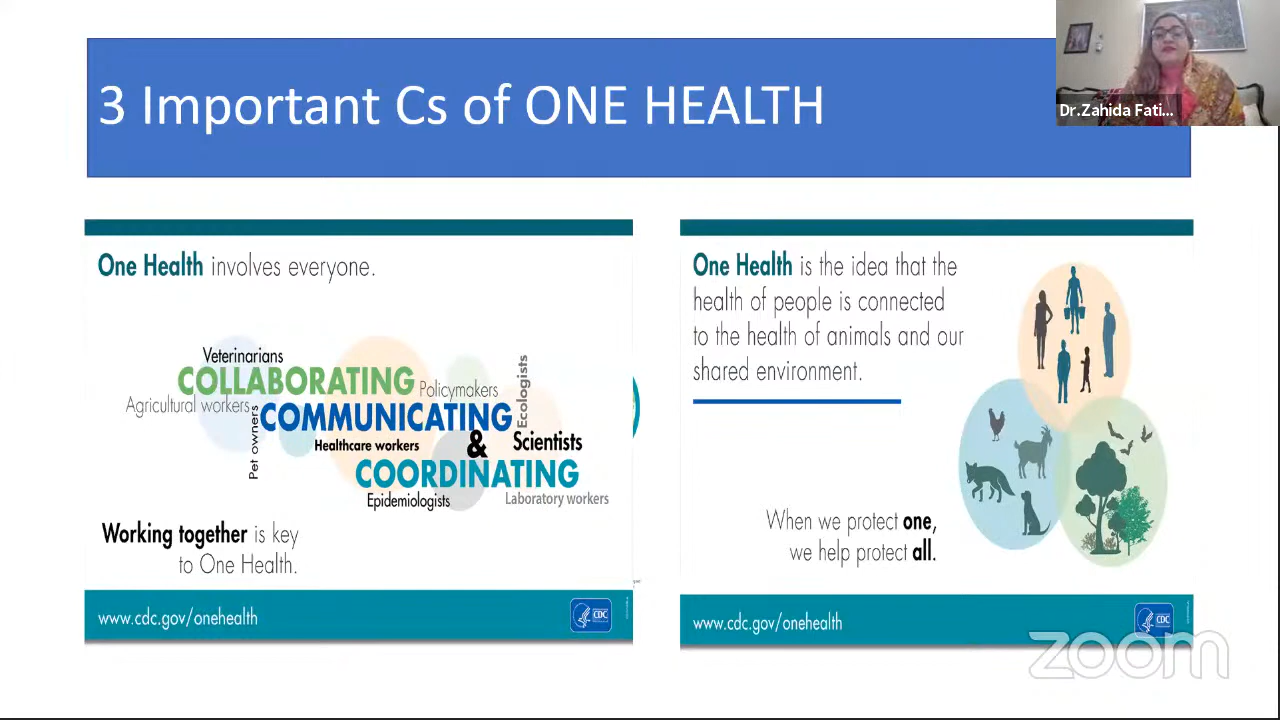 3 Important Cs of ONE HEALTH
Dr.Zahida Fati...
One Health involves everyone.
Veterinarians
COLLABORATING
Policymakers
Ecologists
Agricultural workers
COMMUNICATING
Pet owners
Healthcare workers
&
Scientists
COORDINATING
Epidemiologists
Laboratory workers
Working together is key
to One Health.
www.cdc.gov/onehealth
CDC
One Health is the idea that the
health of people is connected
to the health of animals and our
shared environment.
When we protect one,
we help protect all.
www.cdc.gov/onehealth
CDC
zoom